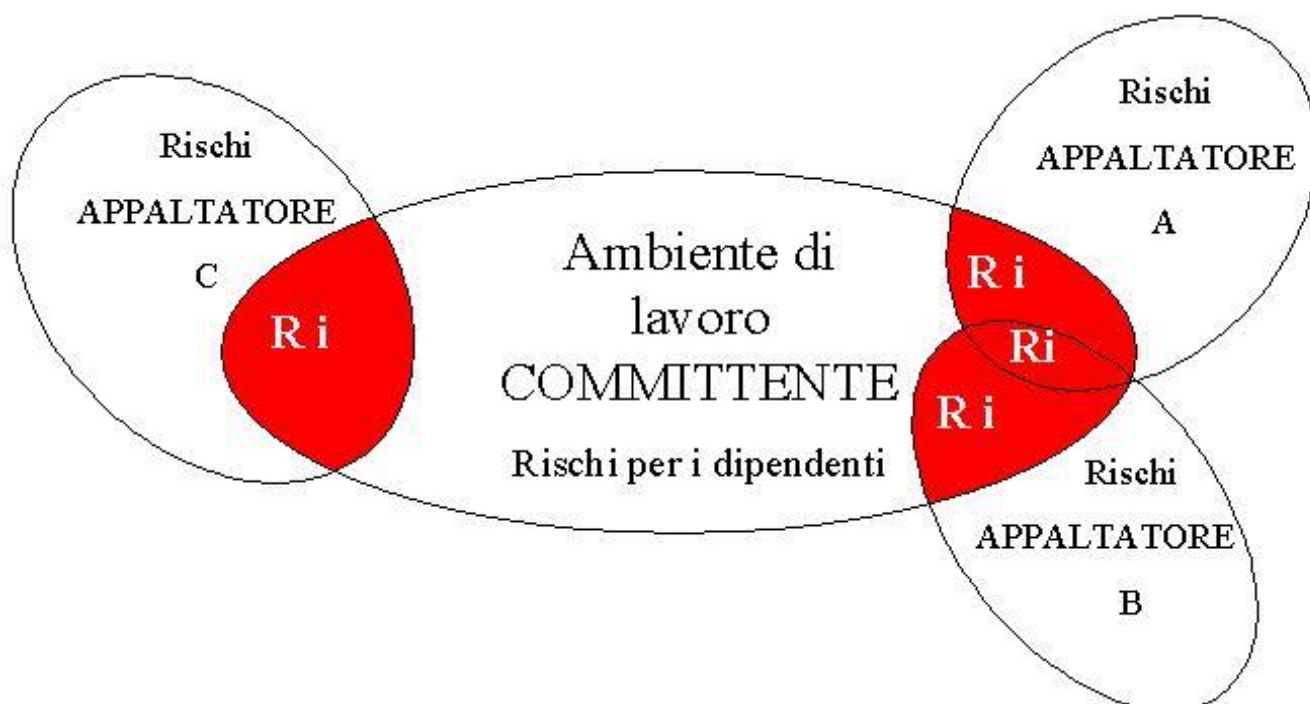 Rischi
APPALTATORE
C
R i
Ambiente di
lavoro
COMMITTENTE
Rischi per i dipendenti
Rischi
APPALTATORE
A
R i
Ri
R i
Rischi
APPALTATORE
B